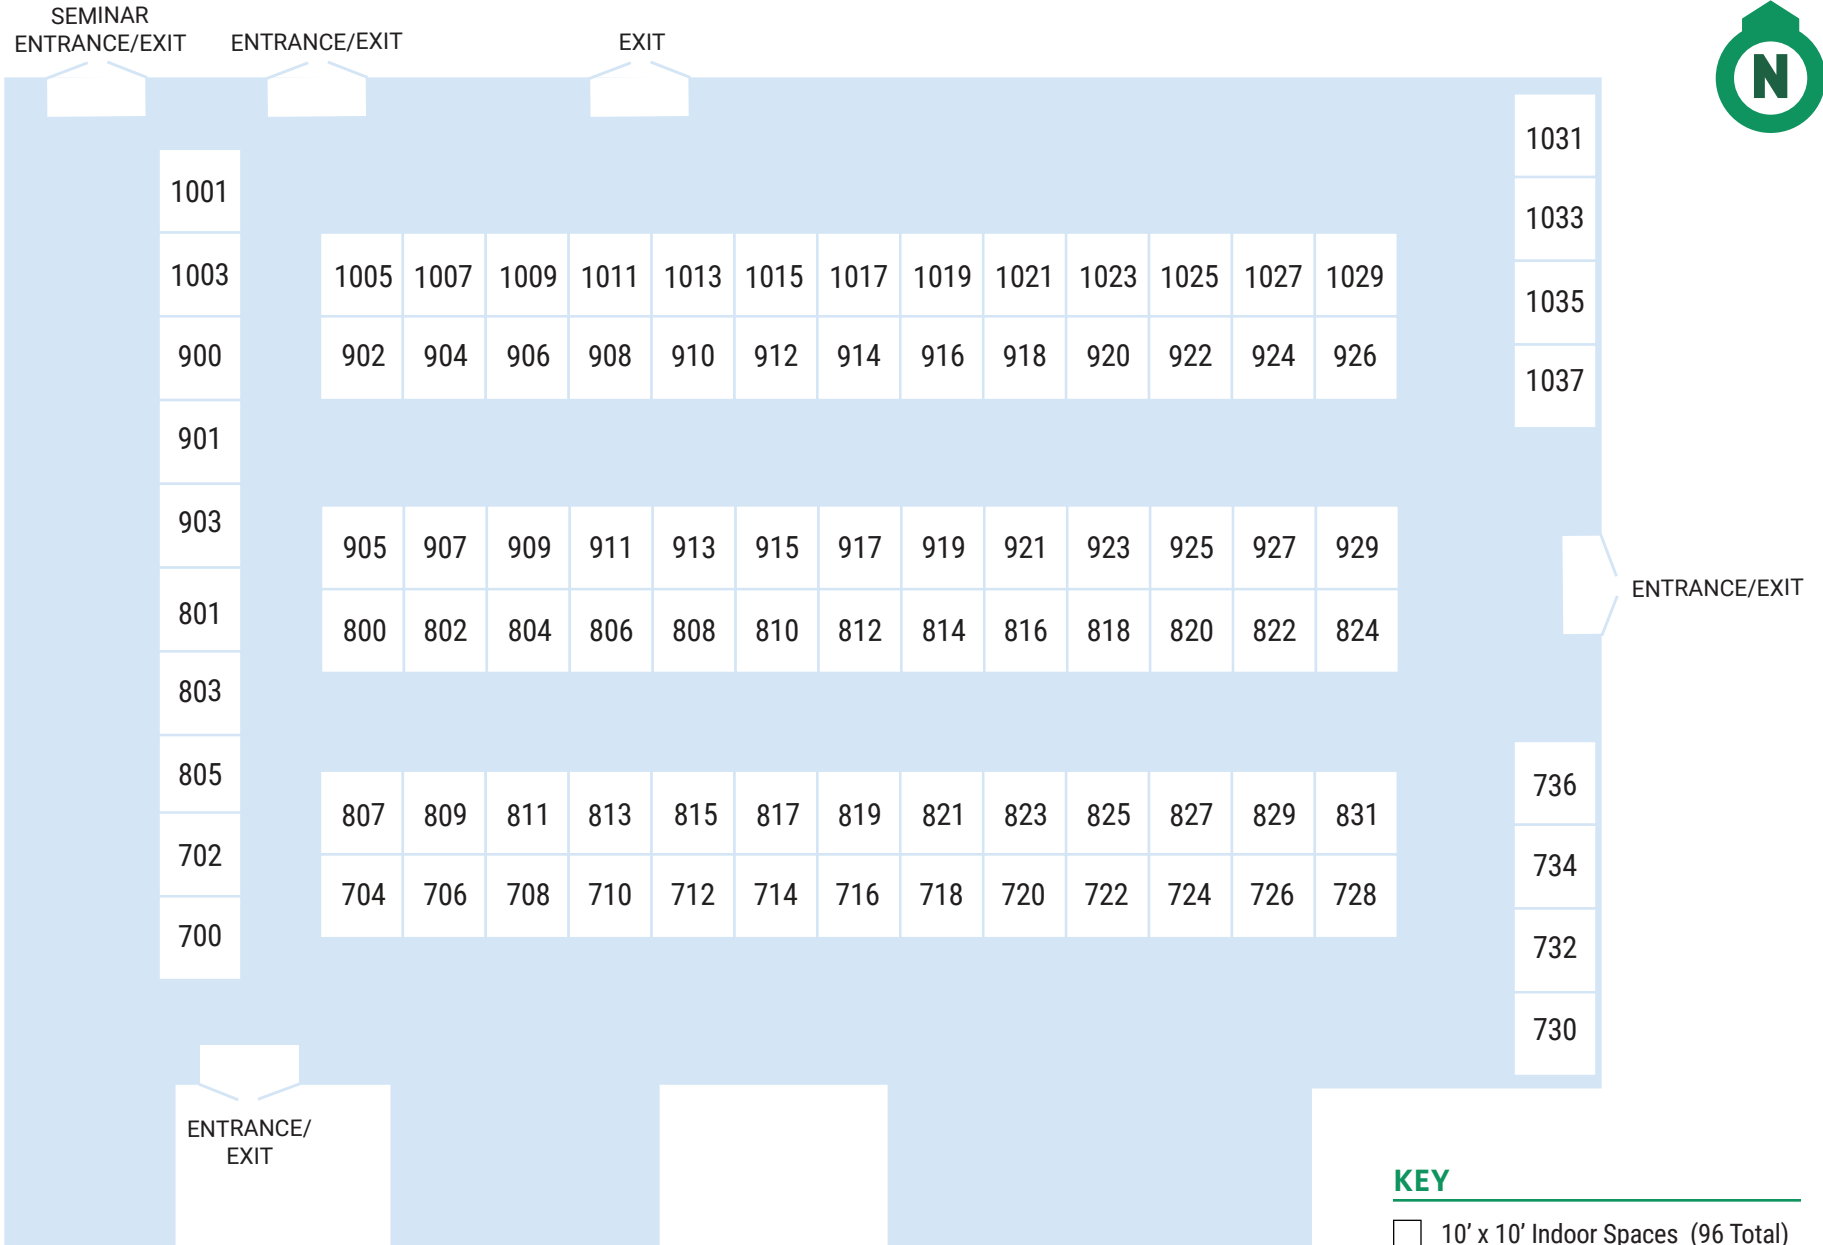 SEMINAR
ENTRANCE/EXIT
ENTRANCE/EXIT
EXIT
N
1031
1033
1035
1037
1001
1003
900
901
903
801
803
805
702
700
1005 1007 1009 1011 1013 1015 1017 1019 1021 1023 1025 1027 1029
902 904 906 908 910 912 914 916 918 920 922 924 926
905 907 909 911 913 915 917 919 921 923 925 927 929
800 802 804 806 808 810 812 814 816 818 820 822 824
ENTRANCE/EXIT
807 809 811 813 815 817 819 821 823 825 827 829 831
704 706 708 710 712 714 716 718 720 722 724 726 728
736
734
732
730
ENTRANCE/
EXIT
KEY
10’ x 10’ Indoor Spaces (96 Total)